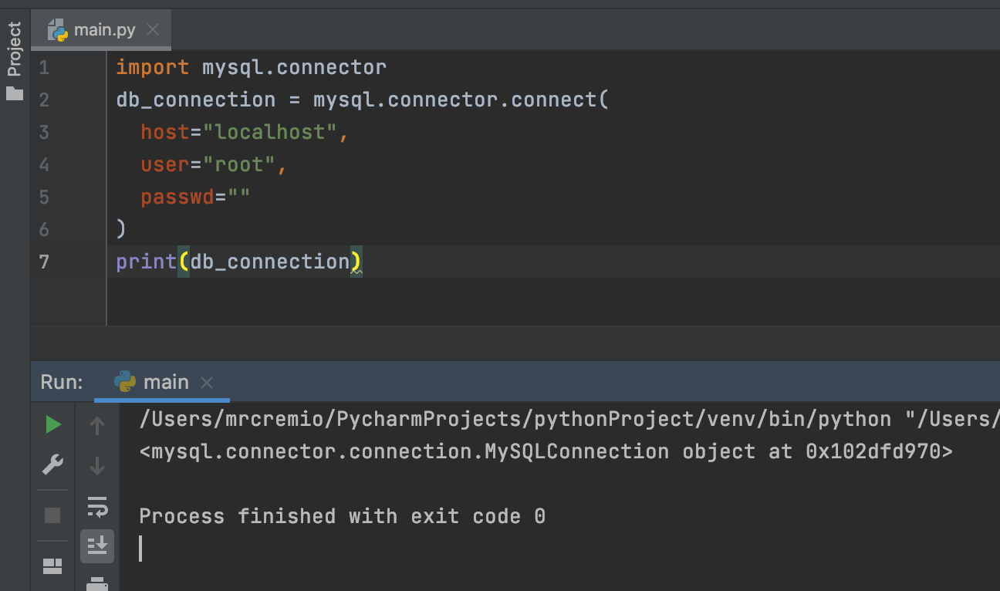 Project
main.py
1 import mysql.connector
2 db_connection = mysql.connector.connect(
3   host="localhost",
4   user="root",
5   passwd=""
6 )
7 print(db_connection)
Run: main
/Users/mrcremio/PycharmProjects/pythonProject/venv/bin/python "/Users/
<mysql.connector.connection.MySQLConnection object at 0x102dfd970>
Process finished with exit code 0